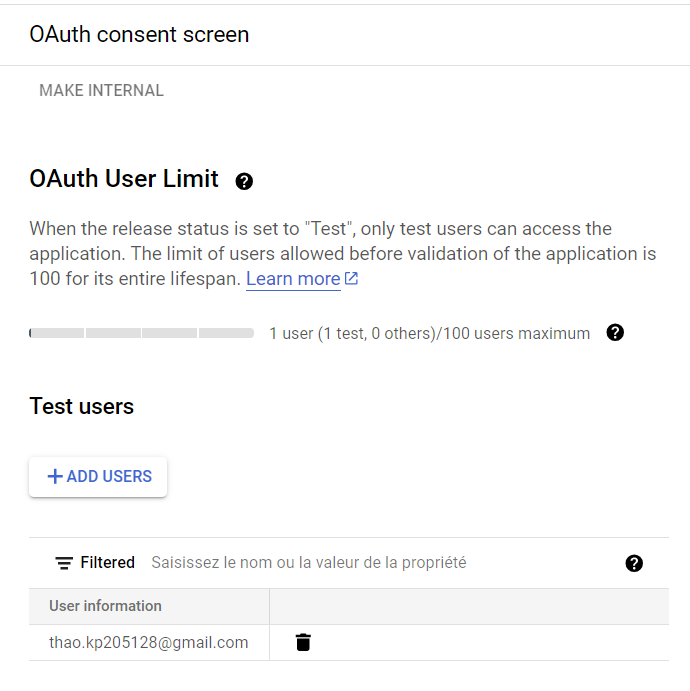 OAuth consent screen
MAKE INTERNAL
OAuth User Limit
When the release status is set to "Test", only test users can access the
application. The limit of users allowed before validation of the application is
100 for its entire lifespan. Learn more
1 user (1 test, 0 others)/100 users maximum
Test users
ADD USERS
Filtered Saisissez le nom ou la valeur de la propriété
User information
thao.kp205128@gmail.com